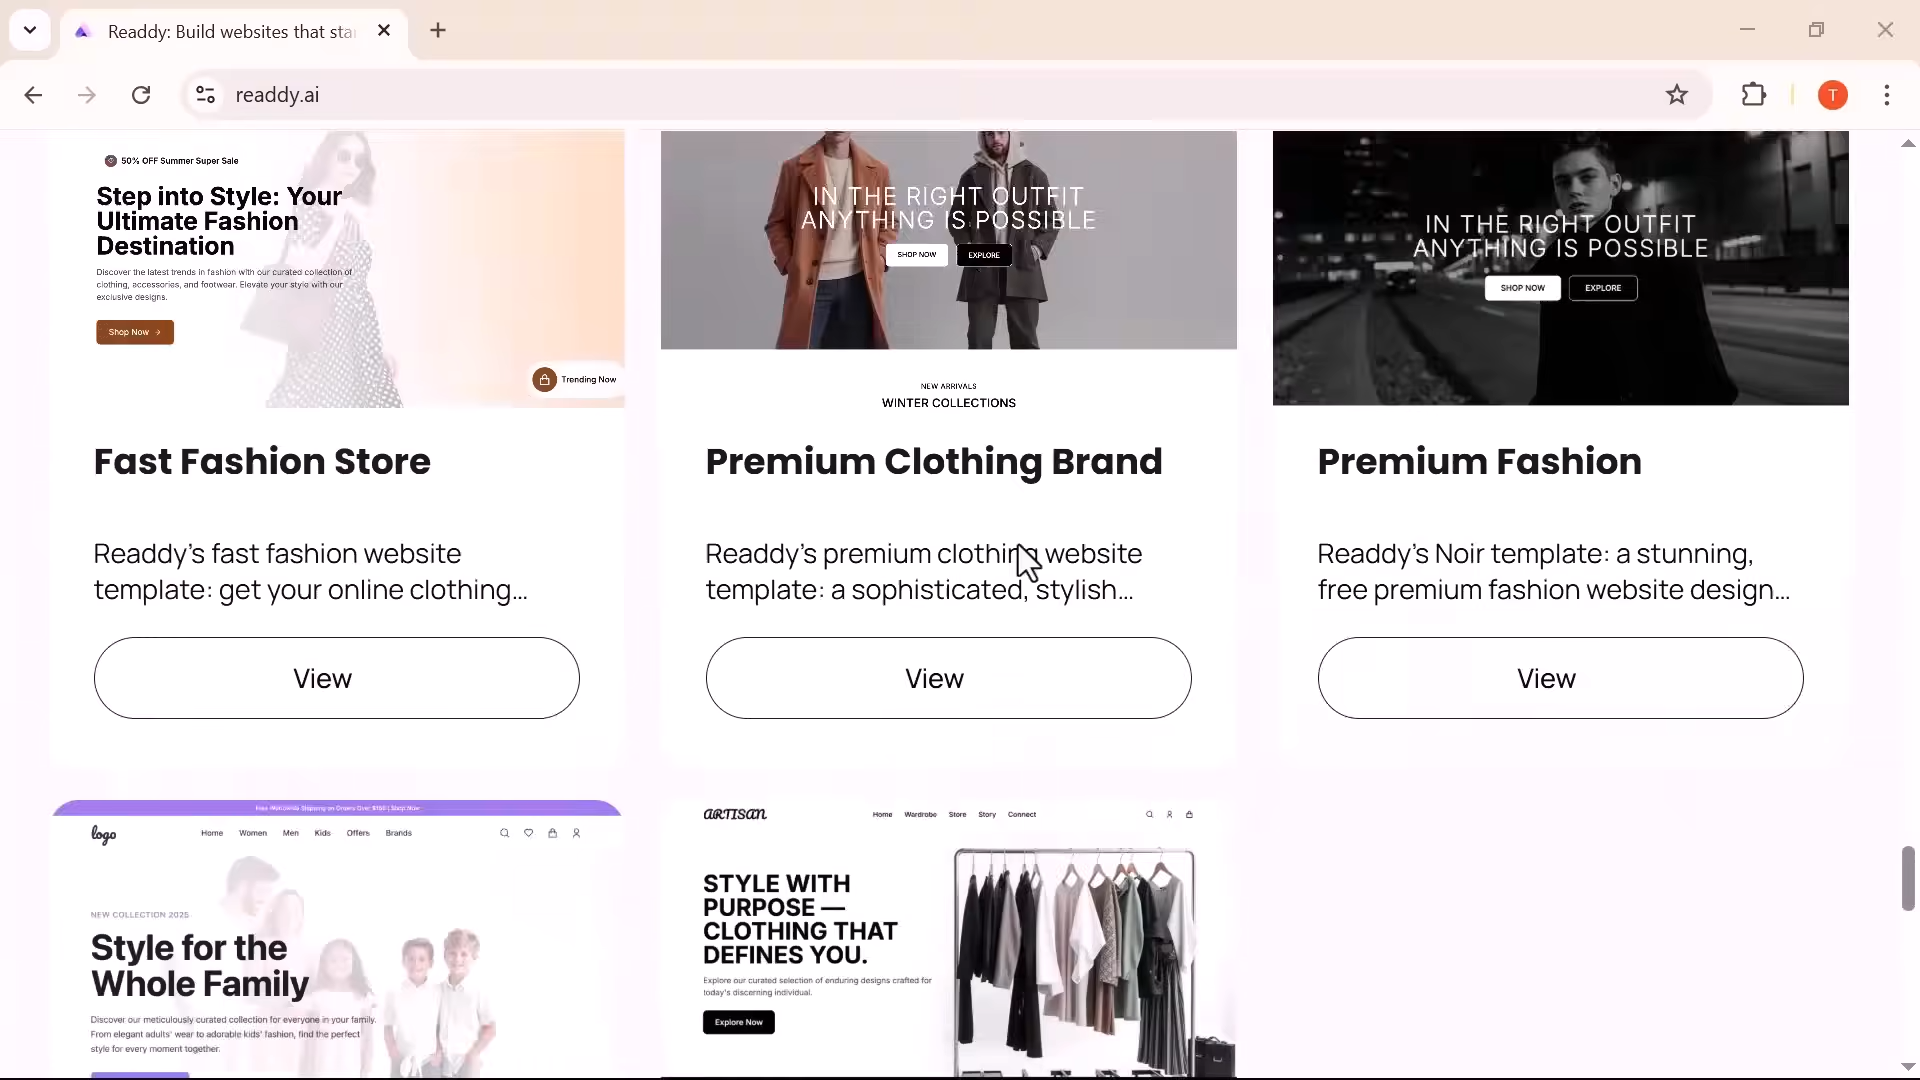 Readdy: Build websites that sta
readdy.ai
T
50% OFF Summer Super Sale
Step into Style: Your
Ultimate Fashion
Destination
Discover the latest trends in fashion with our curated collection of
clothing, accessories, and footwear. Elevate your style with our
exclusive designs.
Shop Now →
Trending Now
Fast Fashion Store
Readdy's fast fashion website
template: get your online clothing...
View
IN THE RIGHT OUTFIT
ANYTHING IS POSSIBLE
SHOP NOW EXPLORE
NEW ARRIVALS
WINTER COLLECTIONS
Premium Clothing Brand
Readdy's premium clothing website
template: a sophisticated, stylish...
View
IN THE RIGHT OUTFIT
ANYTHING IS POSSIBLE
SHOP NOW EXPLORE
Premium Fashion
Readdy's Noir template: a stunning,
free premium fashion website design...
View
Free Worldwide Shipping on Orders Over $150 | Shop Now
logo Home Women Men Kids Offers Brands
NEW COLLECTION 2025
Style for the
Whole Family
Discover our meticulously curated collection for everyone in your family.
From elegant adults' wear to adorable kids' fashion, find the perfect
style for every moment together.
ARTISAN Home Wardrobe Store Story Connect
STYLE WITH
PURPOSE —
CLOTHING THAT
DEFINES YOU.
Explore our curated selection of enduring designs crafted for
today's discerning individual.
Explore Now